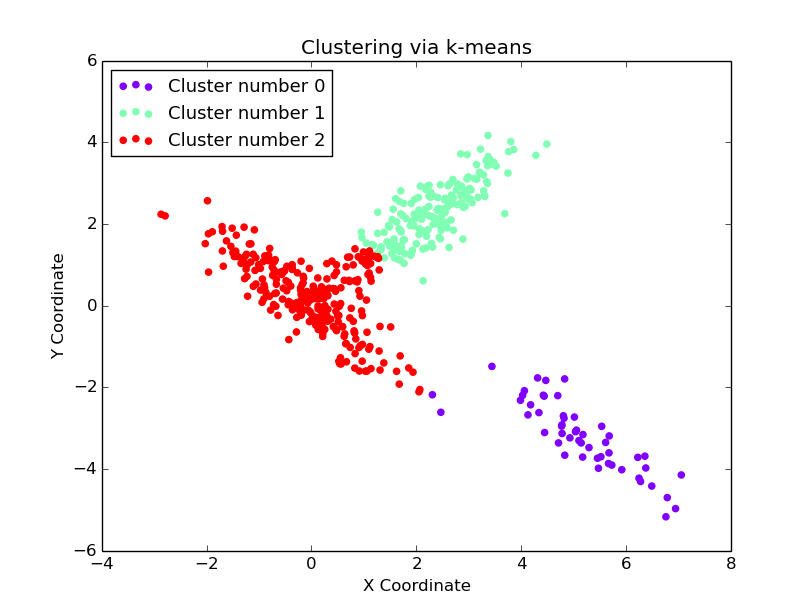 Clustering via k-means
Cluster number 0
Cluster number 1
Cluster number 2
6
4
2
0
−2
−4
−6
Y Coordinate
−4
−2
0
2
4
6
8
X Coordinate